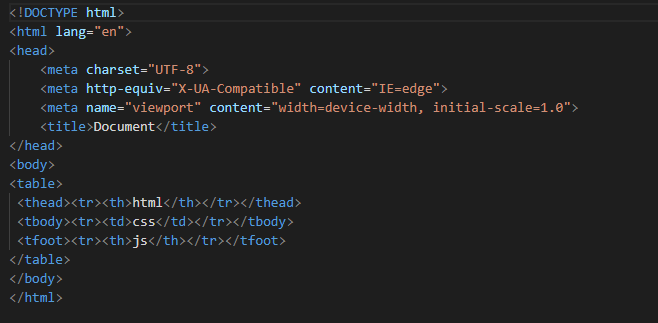 <!DOCTYPE html>
<html lang="en">
<head>
    <meta charset="UTF-8">
    <meta http-equiv="X-UA-Compatible" content="IE=edge">
    <meta name="viewport" content="width=device-width, initial-scale=1.0">
    <title>Document</title>
</head>
<body>
<table>
 <thead><tr><th>html</th></tr></thead>
 <tbody><tr><td>css</td></tr></tbody>
 <tfoot><tr><th>js</th></tr></tfoot>
</table>
</body>
</html>